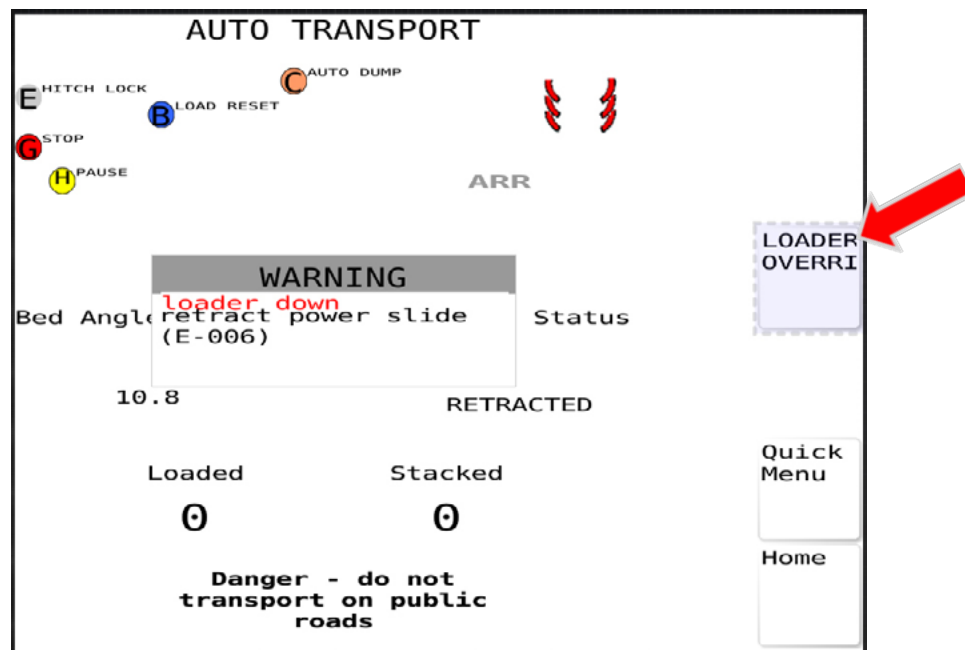 AUTO TRANSPORT
C AUTO DUMP
E HITCH LOCK
B LOAD RESET
G STOP
H PAUSE
ARR
LOADER
OVERRI
WARNING
loader down
Bed Angl retract power slide Status
(E-006)
10.8
RETRACTED
Quick
Menu
Loaded Stacked
0 0
Home
Danger - do not
transport on public
roads